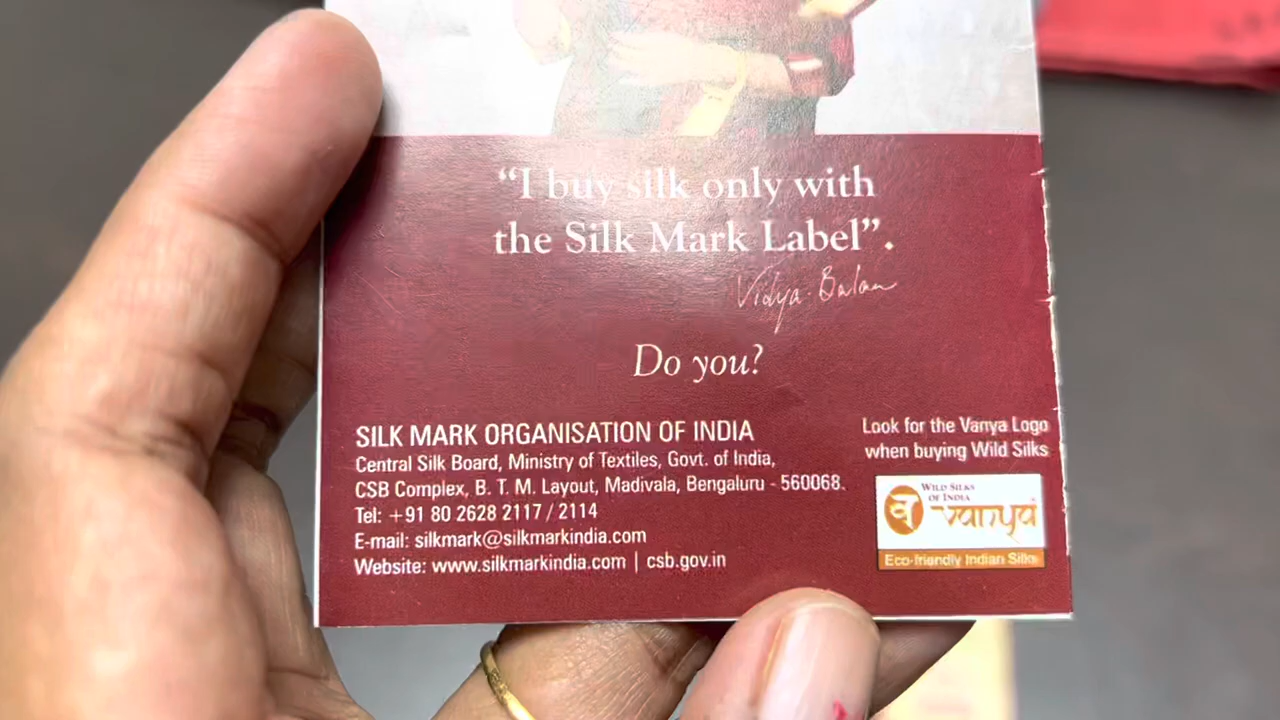 “I buy silk only with
the Silk Mark Label”.
Vidya Balan
Do you?
SILK MARK ORGANISATION OF INDIA
Central Silk Board, Ministry of Textiles, Govt. of India,
CSB Complex, B. T. M. Layout, Madivala, Bengaluru - 560068.
Tel: +91 80 2628 2117 / 2114
E-mail: silkmark@silkmarkindia.com
Website: www.silkmarkindia.com | csb.gov.in
Look for the Vanya Logo
when buying Wild Silks
व
WILD SILKS
OF INDIA
vanya
Eco-friendly Indian Silks